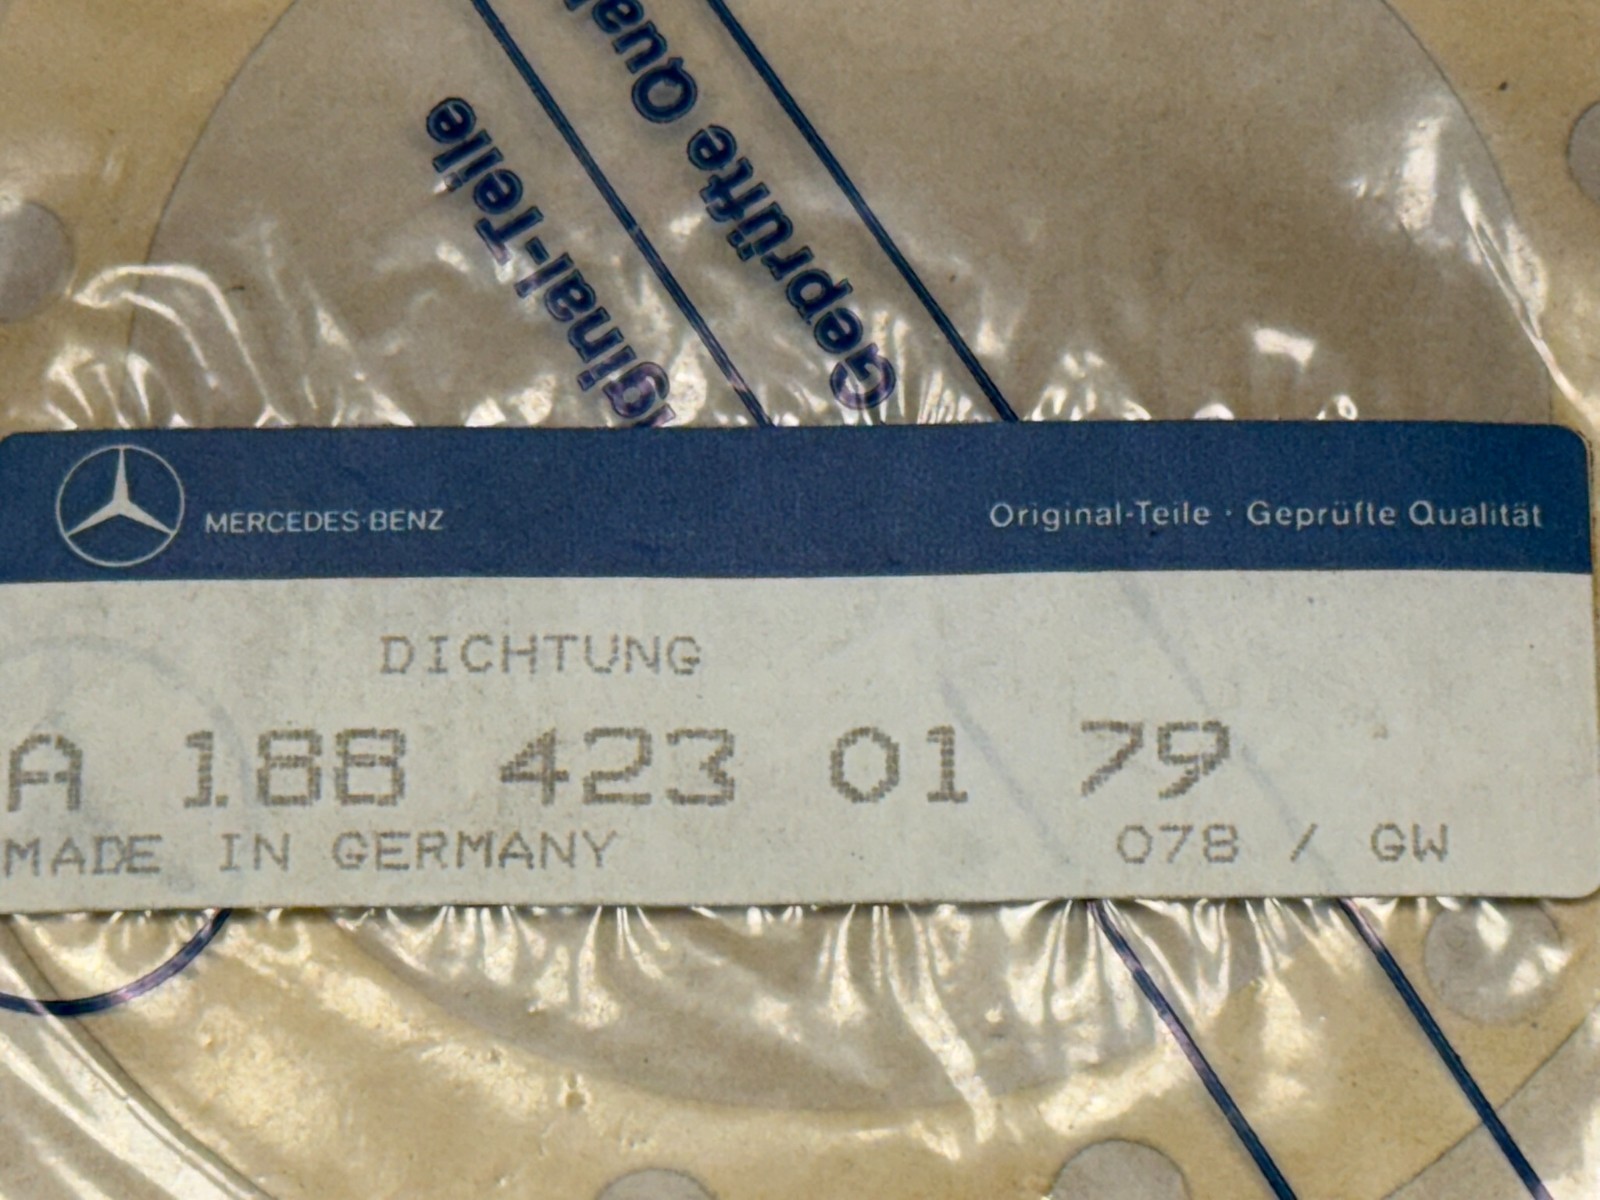 Original-Teile
Geprüfte Qual
MERCEDES-BENZ
Original-Teile · Geprüfte Qualität
DICHTUNG
A 188 423 01 79
MADE IN GERMANY
078 / GW